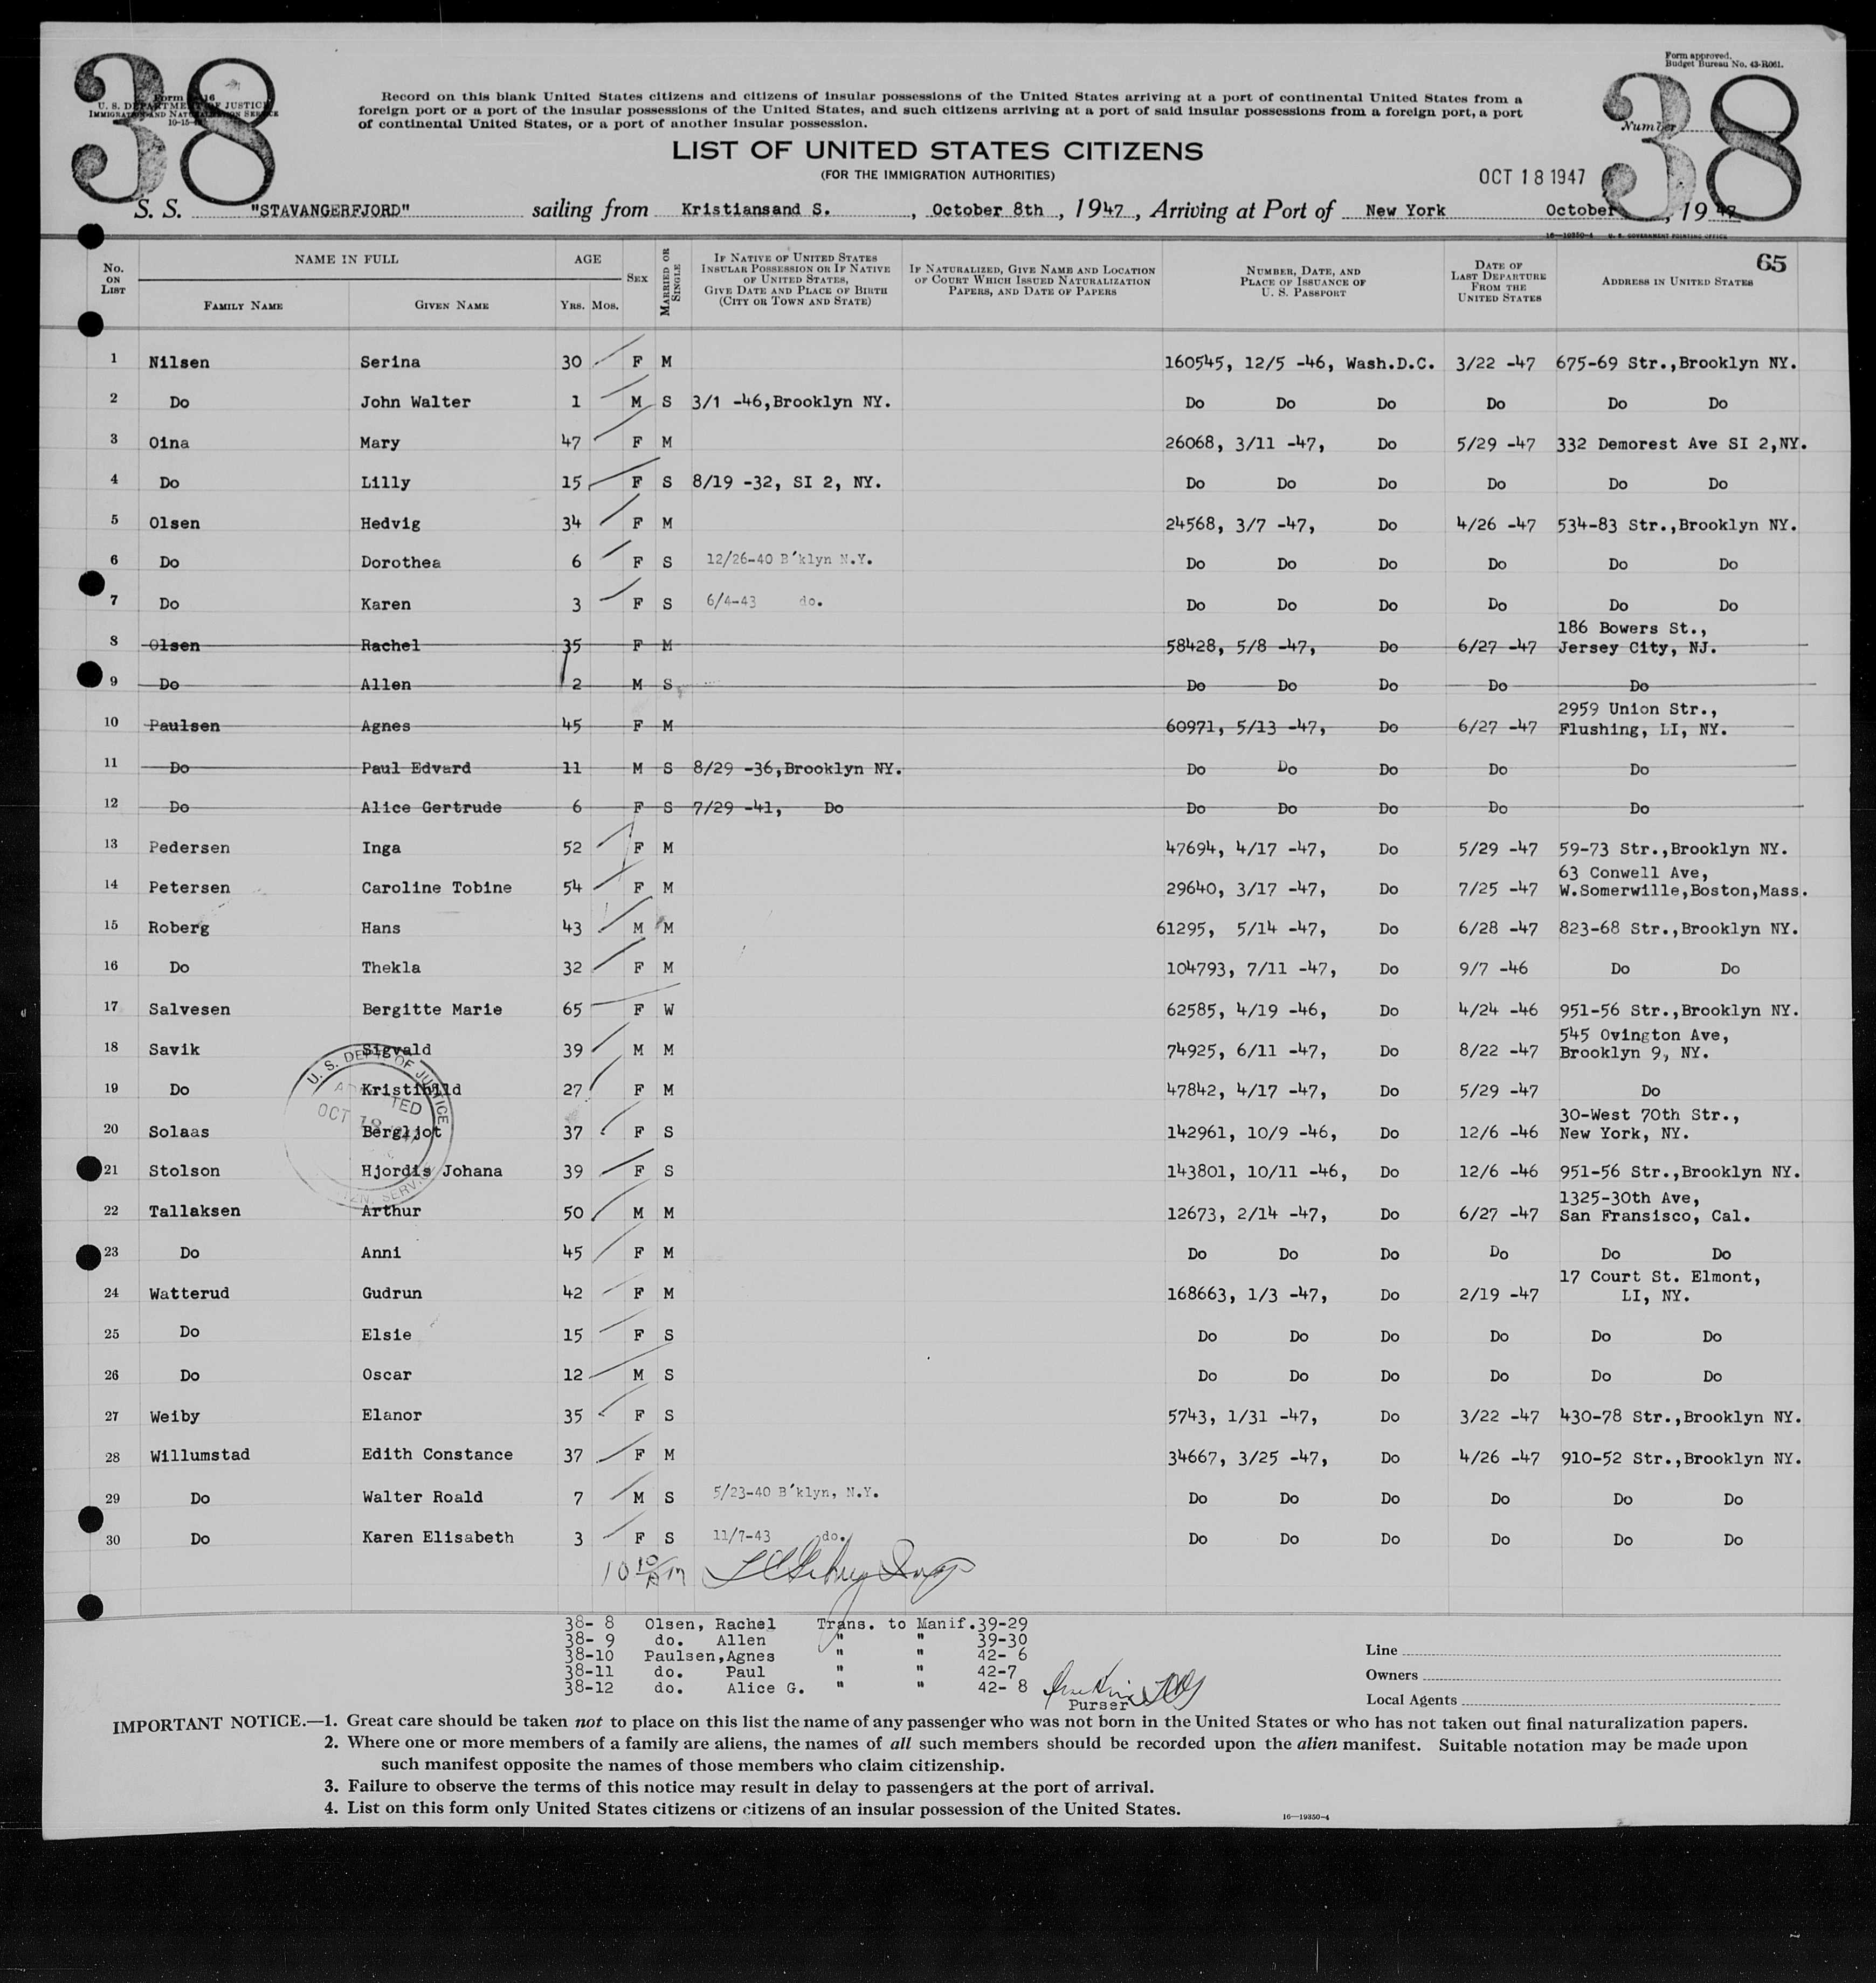 38
38
Form approved.
Budget Bureau No. 43-R061.
U. S. DEPARTMENT OF JUSTICE
IMMIGRATION AND NATURALIZATION SERVICE
Number
Record on this blank United States citizens and citizens of insular possessions of the United States arriving at a port of continental United States from a
foreign port or a port of the insular possessions of the United States, and such citizens arriving at a port of said insular possessions from a foreign port, a port
of continental United States, or a port of another insular possession.
LIST OF UNITED STATES CITIZENS
(FOR THE IMMIGRATION AUTHORITIES)
OCT 18 1947
S. S. "STAVANGERFJORD" sailing from Kristiansand S. , October 8th , 1947 , Arriving at Port of New York October , 19 47
16—19350-4 U. S. GOVERNMENT PRINTING OFFICE
65
No. ON LIST
NAME IN FULL
FAMILY NAME GIVEN NAME
AGE
YRS. MOS.
SEX
MARRIED OR SINGLE
IF NATIVE OF UNITED STATES INSULAR POSSESSION OR IF NATIVE OF UNITED STATES, GIVE DATE AND PLACE OF BIRTH (CITY OR TOWN AND STATE)
IF NATURALIZED, GIVE NAME AND LOCATION OF COURT WHICH ISSUED NATURALIZATION PAPERS, AND DATE OF PAPERS
NUMBER, DATE, AND PLACE OF ISSUANCE OF U. S. PASSPORT
DATE OF LAST DEPARTURE FROM THE UNITED STATES
ADDRESS IN UNITED STATES
1 Nilsen Serina 30 F M 160545, 12/5 -46, Wash.D.C. 3/22 -47 675-69 Str.,Brooklyn NY.
2 Do John Walter 1 M S 3/1 -46,Brooklyn NY. Do Do Do Do Do Do
3 Oina Mary 47 F M 26068, 3/11 -47, Do 5/29 -47 332 Demorest Ave SI 2,NY.
4 Do Lilly 15 F S 8/19 -32, SI 2, NY. Do Do Do Do Do Do
5 Olsen Hedvig 34 F M 24568, 3/7 -47, Do 4/26 -47 534-83 Str.,Brooklyn NY.
6 Do Dorothea 6 F S 12/26-40 B'klyn N.Y. Do Do Do Do Do Do
7 Do Karen 3 F S 6/4-43 do. Do Do Do Do Do Do
186 Bowers St.,
8 Olsen Rachel 35 F M 58428, 5/8 -47, Do 6/27 -47 Jersey City, NJ.
9 Do Allen 2 M S Do Do Do Do Do
2959 Union Str.,
10 Paulsen Agnes 45 F M 60971, 5/13 -47, Do 6/27 -47 Flushing, LI, NY.
11 Do Paul Edvard 11 M S 8/29 -36,Brooklyn NY. Do Do Do Do Do
12 Do Alice Gertrude 6 F S 7/29 -41, Do Do Do Do Do Do
13 Pedersen Inga 52 F M 47694, 4/17 -47, Do 5/29 -47 59-73 Str.,Brooklyn NY.
63 Conwell Ave,
14 Petersen Caroline Tobine 54 F M 29640, 3/17 -47, Do 7/25 -47 W.Somerwille,Boston,Mass.
15 Roberg Hans 43 M M 61295, 5/14 -47, Do 6/28 -47 823-68 Str.,Brooklyn NY.
16 Do Thekla 32 F M 104793, 7/11 -47, Do 9/7 -46 Do Do
17 Salvesen Bergitte Marie 65 F W 62585, 4/19 -46, Do 4/24 -46 951-56 Str.,Brooklyn NY.
545 Ovington Ave,
18 Savik Sigvald 39 M M 74925, 6/11 -47, Do 8/22 -47 Brooklyn 9, NY.
19 Do Kristihild 27 F M 47842, 4/17 -47, Do 5/29 -47 Do
30-West 70th Str.,
20 Solaas Bergljot 37 F S 142961, 10/9 -46, Do 12/6 -46 New York, NY.
21 Stolson Hjordis Johana 39 F S 143801, 10/11 -46, Do 12/6 -46 951-56 Str.,Brooklyn NY.
1325-30th Ave,
22 Tallaksen Arthur 50 M M 12673, 2/14 -47, Do 6/27 -47 San Fransisco, Cal.
23 Do Anni 45 F M Do Do Do Do Do Do
17 Court St. Elmont,
24 Watterud Gudrun 42 F M 168663, 1/3 -47, Do 2/19 -47 LI, NY.
25 Do Elsie 15 F S Do Do Do Do Do Do
26 Do Oscar 12 M S Do Do Do Do Do Do
27 Weiby Elanor 35 F S 5743, 1/31 -47, Do 3/22 -47 430-78 Str.,Brooklyn NY.
28 Willumstad Edith Constance 37 F M 34667, 3/25 -47, Do 4/26 -47 910-52 Str.,Brooklyn NY.
29 Do Walter Roald 7 M S 5/23-40 B'klyn, N.Y. Do Do Do Do Do Do
30 Do Karen Elisabeth 3 F S 11/7-43 do. Do Do Do Do Do Do
U. S. DEPT. OF JUSTICE
ADMITTED
OCT 18
10 10 AM
38- 8 Olsen, Rachel Trans. to Manif.39-29
38- 9 do. Allen " " 39-30
38-10 Paulsen,Agnes " " 42- 6
38-11 do. Paul " " 42-7
38-12 do. Alice G. " " 42- 8
Purser
Line
Owners
Local Agents
IMPORTANT NOTICE.—1. Great care should be taken not to place on this list the name of any passenger who was not born in the United States or who has not taken out final naturalization papers.
2. Where one or more members of a family are aliens, the names of all such members should be recorded upon the alien manifest. Suitable notation may be made upon
such manifest opposite the names of those members who claim citizenship.
3. Failure to observe the terms of this notice may result in delay to passengers at the port of arrival.
4. List on this form only United States citizens or citizens of an insular possession of the United States.
16—19350-4